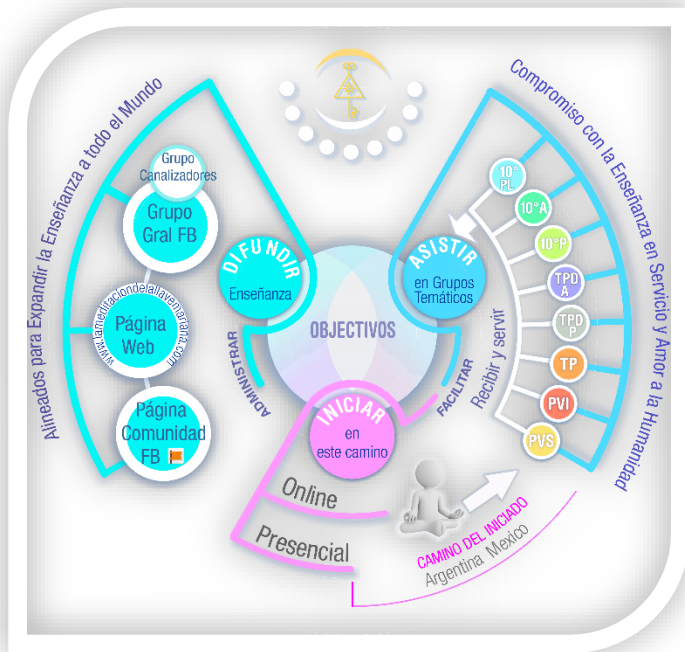 Alineados para Expandir la Enseñanza a todo el Mundo
Grupo
Canalizadores
Grupo
Gral FB
www.lameditaciondelallavemariana.com
Página
Web
Página
Comunidad
FB
DIFUNDIR
Enseñanza
ADMINISTRAR
OBJECTIVOS
ASISTIR
en Grupos
Temáticos
FACILITAR
INICIAR
en
este camino
Online
Presencial
CAMINO DEL INICIADO
Argentina Mexico
Recibir y servir
10°
PL
10°A
10°P
TPD
A
TPD
P
TP
PVI
PVS
Compromiso con la Enseñanza en Servicio y Amor a la Humanidad